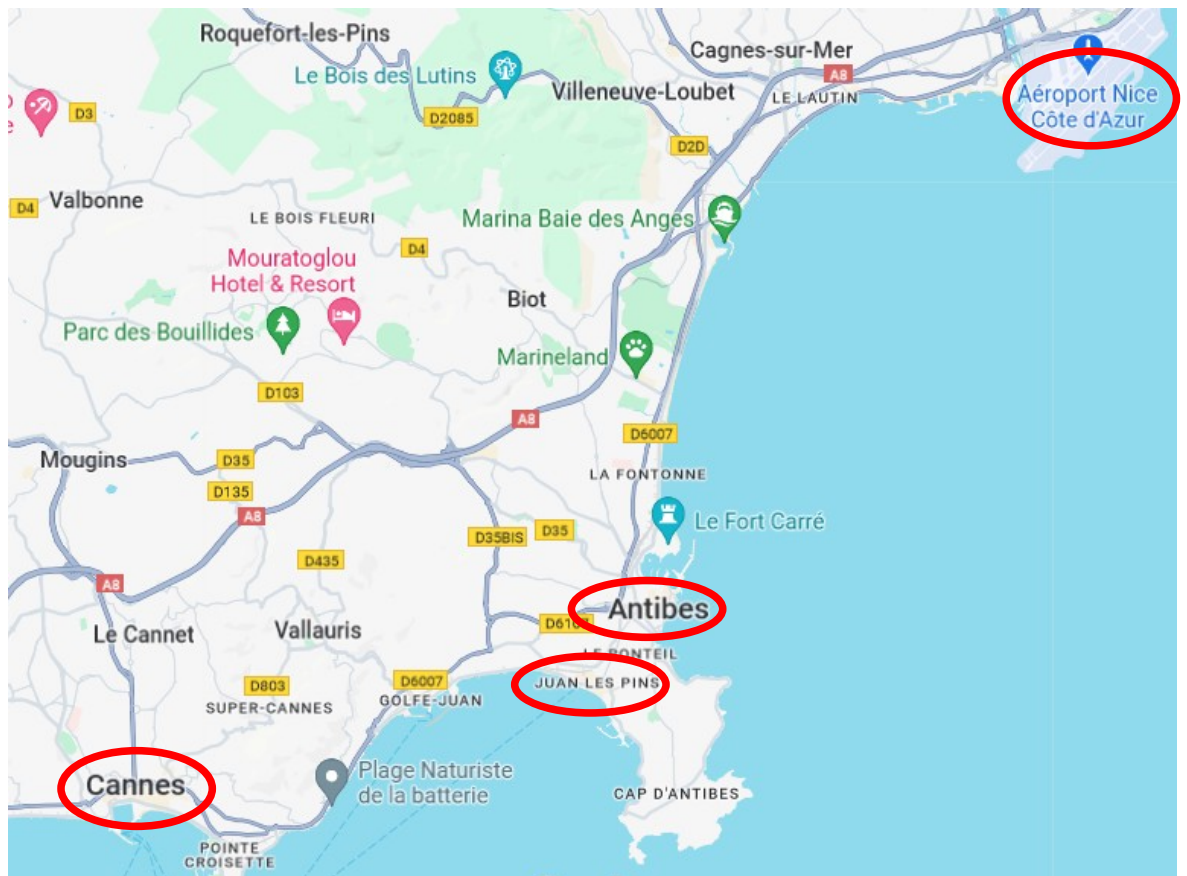 Roquefort-les-Pins
Cagnes-sur-Mer
Le Bois des Lutins
A8
Villeneuve-Loubet
LE LAUTIN
Aéroport Nice
Côte d'Azur
D3
D2085
D2D
Valbonne
D4
LE BOIS FLEURI
Marina Baie des Anges
D4
Mouratoglou
Hotel & Resort
Biot
Parc des Bouillides
Marineland
D103
A8
D6007
Mougins
D35
LA FONTONNE
D135
A8
Le Fort Carré
D35BIS
D35
D435
A8
Antibes
Le Cannet
Vallauris
LE PONTEIL
D803
D6007
JUAN LES PINS
SUPER-CANNES
GOLFE-JUAN
Cannes
Plage Naturiste
de la batterie
CAP D'ANTIBES
POINTE
CROISETTE